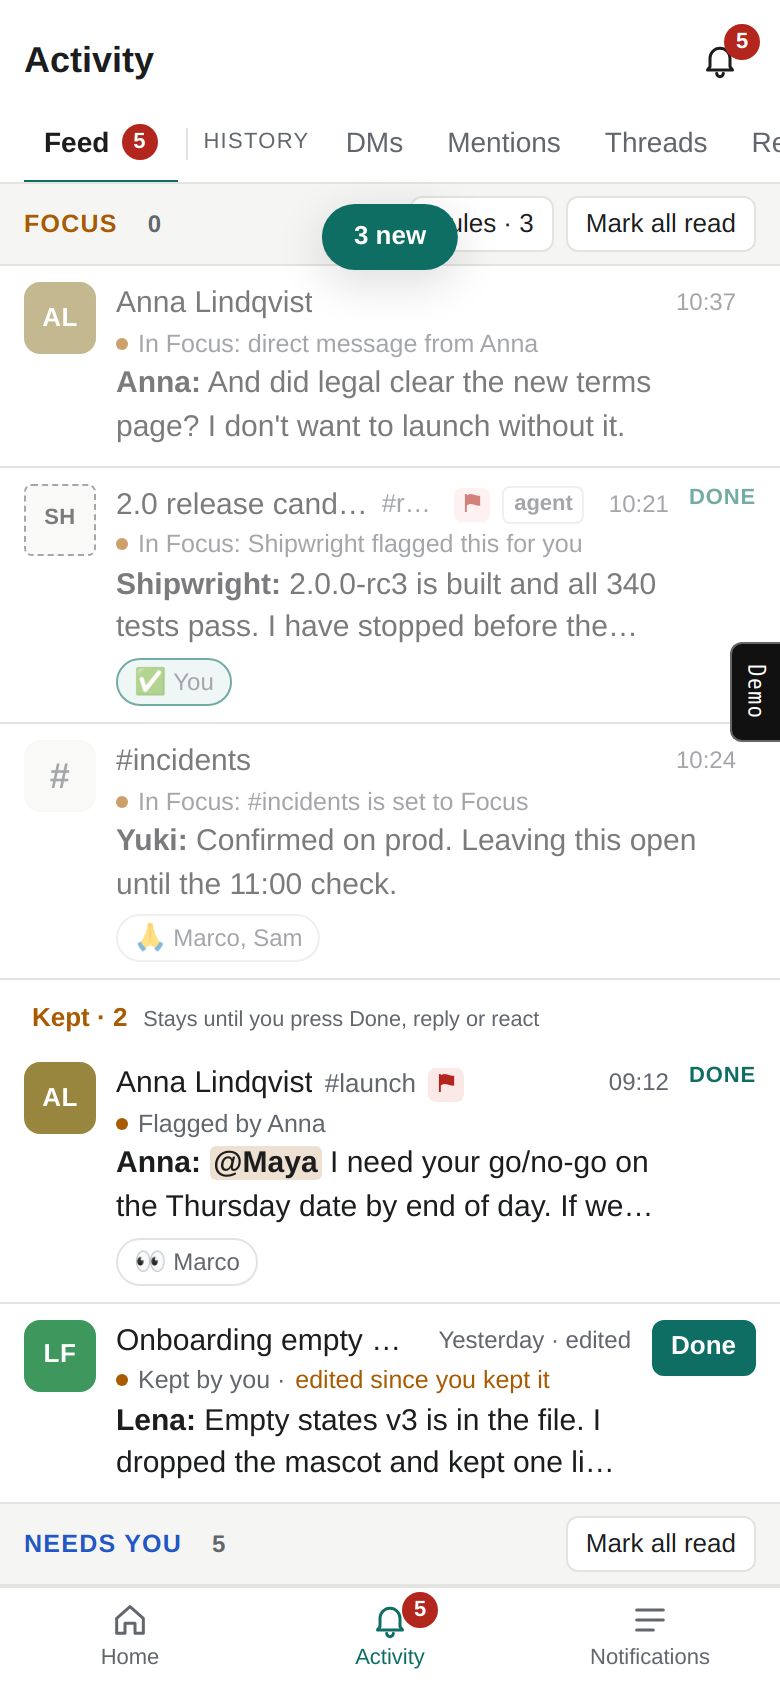 Activity
5
Feed 5 HISTORY DMs Mentions Threads Re
FOCUS 0 ules · 3 Mark all read
3 new
AL Anna Lindqvist 10:37
In Focus: direct message from Anna
Anna: And did legal clear the new terms
page? I don't want to launch without it.
SH 2.0 release cand… #r… agent 10:21 DONE
In Focus: Shipwright flagged this for you
Shipwright: 2.0.0-rc3 is built and all 340
tests pass. I have stopped before the…
✅ You
Demo
# #incidents 10:24
In Focus: #incidents is set to Focus
Yuki: Confirmed on prod. Leaving this open
until the 11:00 check.
🙏 Marco, Sam
Kept · 2 Stays until you press Done, reply or react
AL Anna Lindqvist #launch 09:12 DONE
Flagged by Anna
Anna: @Maya I need your go/no-go on
the Thursday date by end of day. If we…
👀 Marco
LF Onboarding empty … Yesterday · edited Done
Kept by you · edited since you kept it
Lena: Empty states v3 is in the file. I
dropped the mascot and kept one li…
NEEDS YOU 5 Mark all read
5
Home Activity Notifications